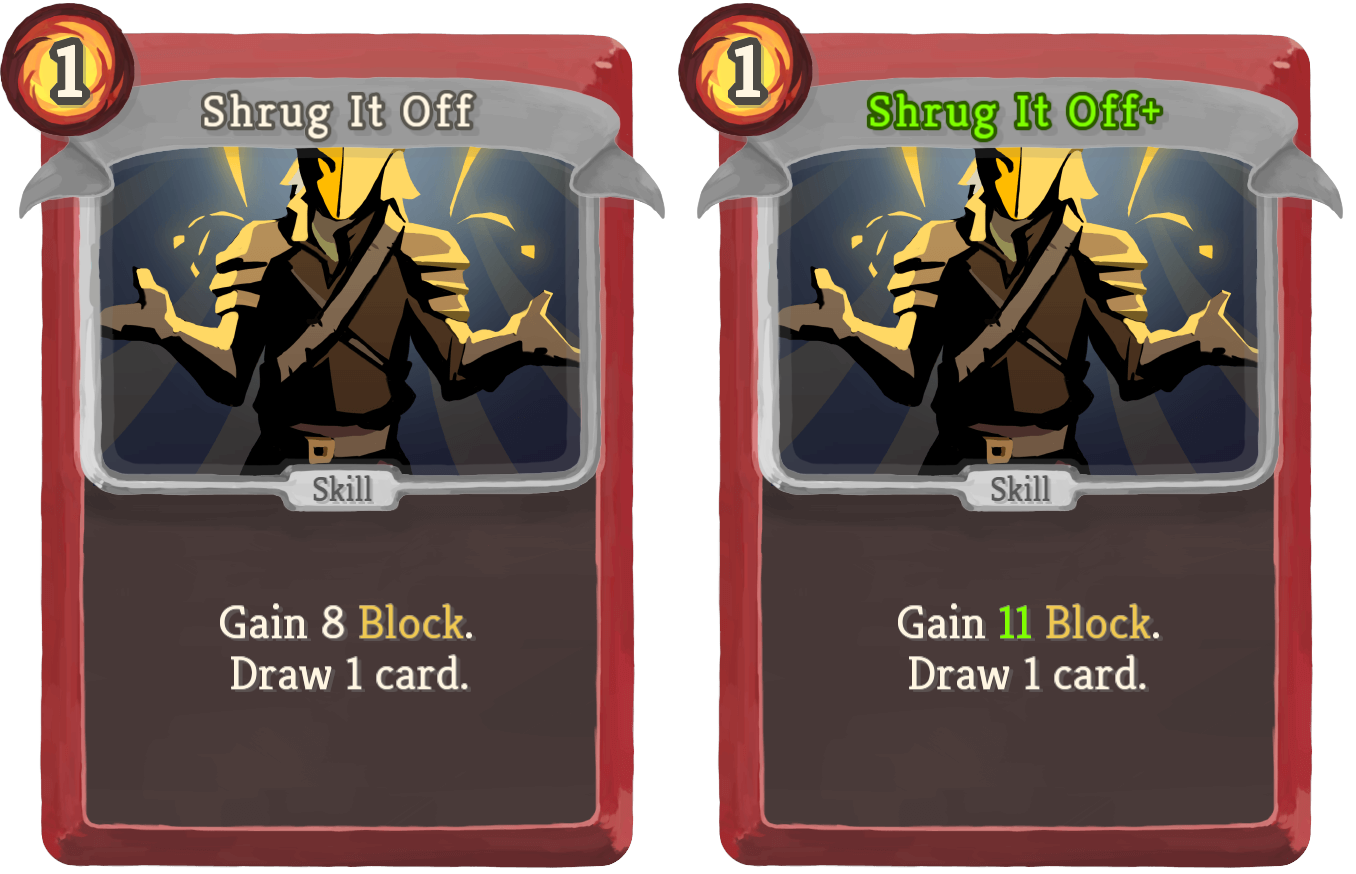 1
Shrug It Off
Skill
Gain 8 Block.
Draw 1 card.
1
Shrug It Off+
Skill
Gain 11 Block.
Draw 1 card.